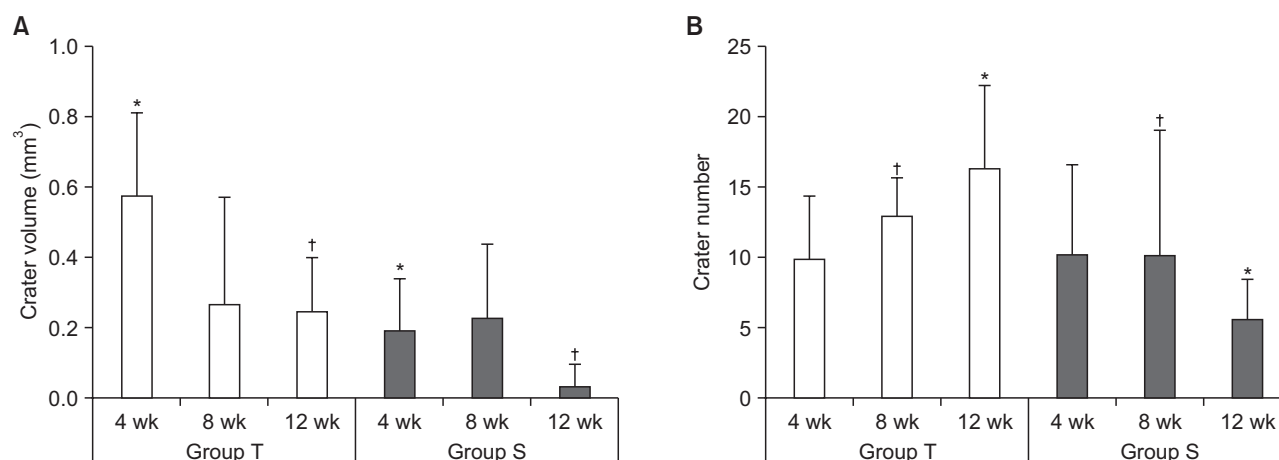 A
Crater volume (mm³)
1.0
0.8
0.6
0.4
0.2
0.0
*
†
*
†
4 wk 8 wk 12 wk 4 wk 8 wk 12 wk
Group T Group S
B
Crater number
25
20
15
10
5
0
†
*
†
*
4 wk 8 wk 12 wk 4 wk 8 wk 12 wk
Group T Group S